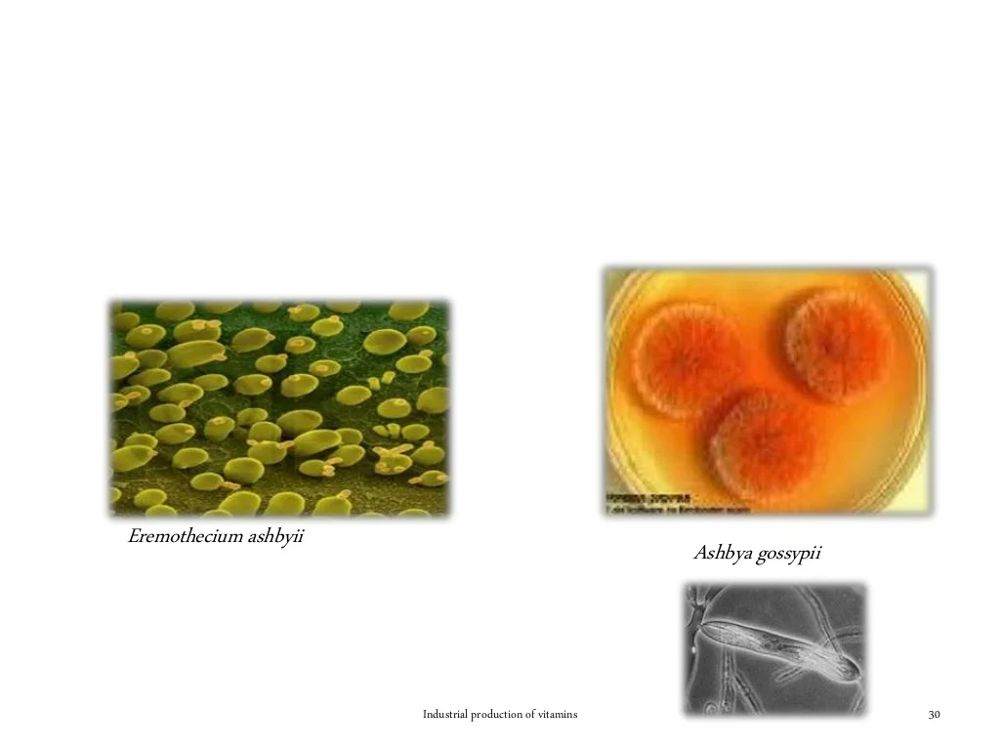 Eremothecium ashbyii
Ashbya gossypii
Industrial production of vitamins
30